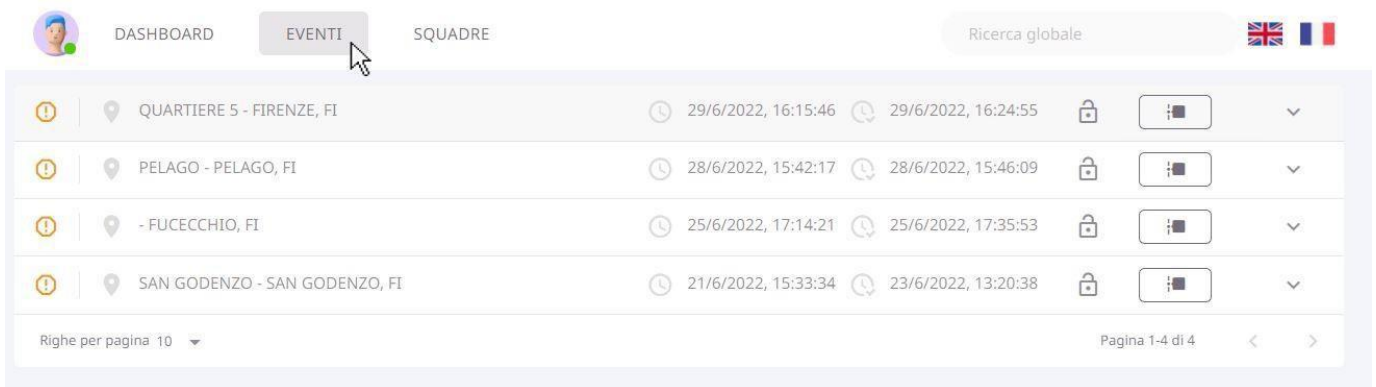 DASHBOARD EVENTI SQUADRE Ricerca globale
QUARTIERE 5 - FIRENZE, FI 29/6/2022, 16:15:46 29/6/2022, 16:24:55
PELAGO - PELAGO, FI 28/6/2022, 15:42:17 28/6/2022, 15:46:09
- FUCECCHIO, FI 25/6/2022, 17:14:21 25/6/2022, 17:35:53
SAN GODENZO - SAN GODENZO, FI 21/6/2022, 15:33:34 23/6/2022, 13:20:38
Righe per pagina 10 Pagina 1-4 di 4